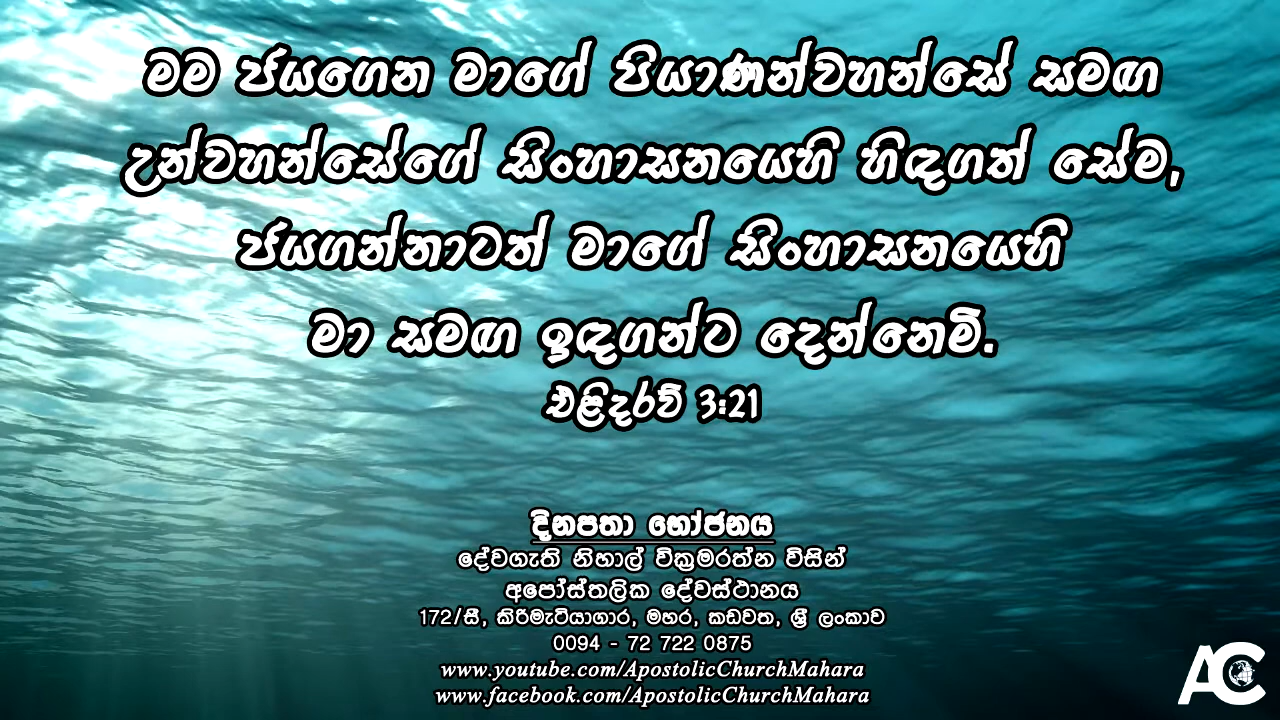 මම ජයගෙන මාගේ පියාණන්වහන්සේ සමඟ
උන්වහන්සේගේ සිංහාසනයෙහි හිඳගත් සේම,
ජයගන්නාටත් මාගේ සිංහාසනයෙහි
මා සමඟ ඉඳගන්ට දෙන්නෙමි.
එළිදරව් 3:21
දිනපතා භෝජනය
දේවගැති නිහාල් වික්‍රමරත්න විසින්
අපෝස්තලික දේවස්ථානය
172/සී, කිරිමැටියාගාර, මහර, කඩවත, ශ්‍රී ලංකාව
0094 - 72 722 0875
www.youtube.com/ApostolicChurchMahara
www.facebook.com/ApostolicChurchMahara
AC